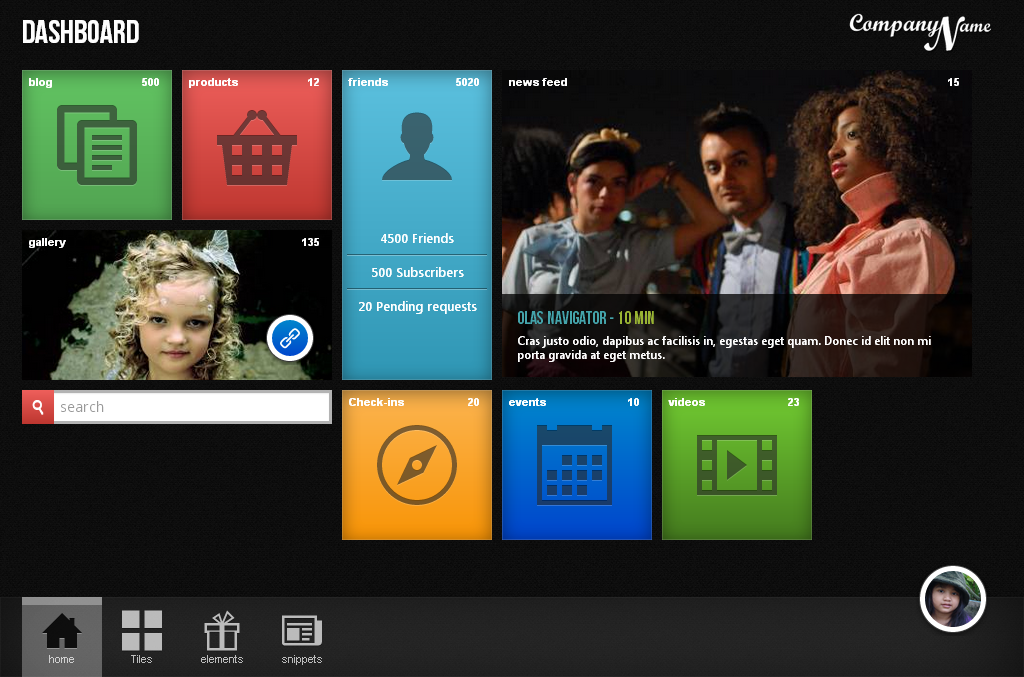 DASHBOARD
CompanyName
blog 500
products 12
friends 5020
4500 Friends
500 Subscribers
20 Pending requests
news feed 15
OLAS NAVIGATOR - 10 MIN
Cras justo odio, dapibus ac facilisis in, egestas eget quam. Donec id elit non mi
porta gravida at eget metus.
gallery 135
search
Check-ins 20
events 10
videos 23
home
Tiles
elements
snippets